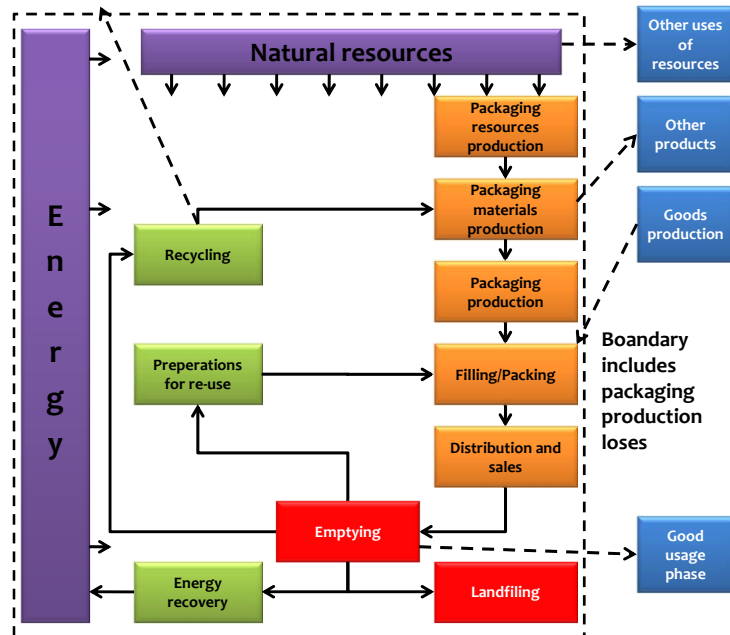 Natural resources
Other uses
of
resources
Packaging
resources
production
Other
products
E
n
e
r
g
y
Packaging
materials
production
Goods
production
Recycling
Packaging
production
Boandary
includes
packaging
production
loses
Preperations
for re-use
Filling/Packing
Distribution and
sales
Emptying
Good
usage
phase
Energy
recovery
Landfiling